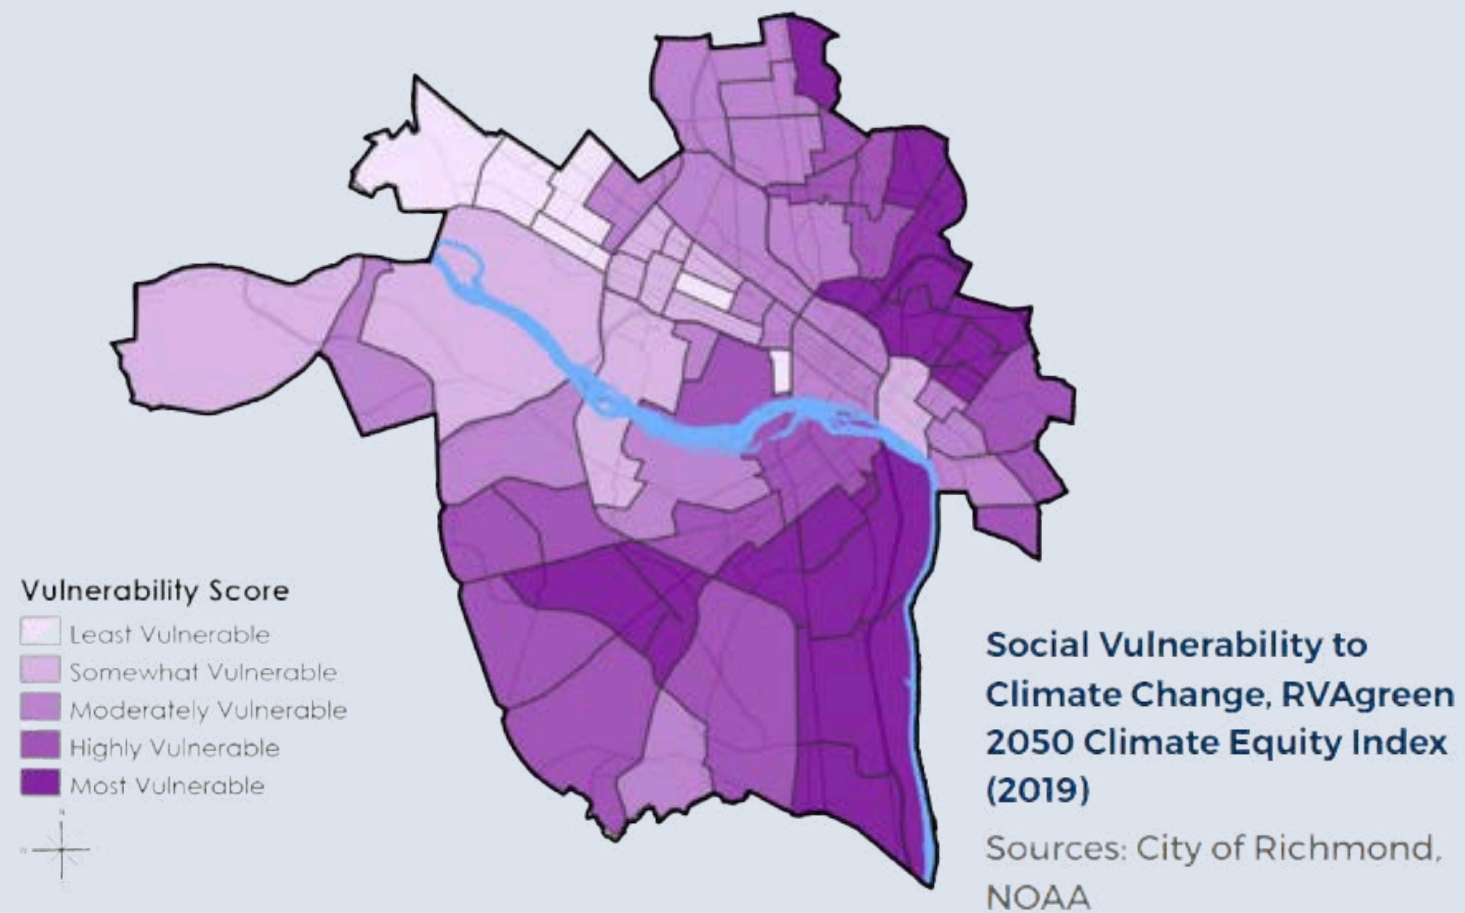 Vulnerability Score
Least Vulnerable
Somewhat Vulnerable
Moderately Vulnerable
Highly Vulnerable
Most Vulnerable
N
Social Vulnerability to
Climate Change, RVAgreen
2050 Climate Equity Index
(2019)
Sources: City of Richmond,
NOAA